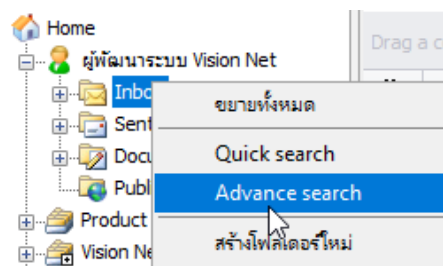 Home
Drag a c
ผู้พัฒนาระบบ Vision Net
Inbo
ขยายทั้งหมด
Sent
Docu
Quick search
Publ
Advance search
Product
สร้างโฟลเดอร์ใหม่
Vision Ne